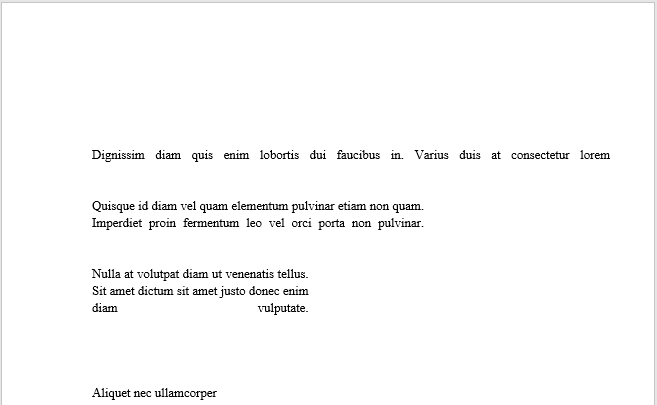 Dignissim diam quis enim lobortis dui faucibus in. Varius duis at consectetur lorem
Quisque id diam vel quam elementum pulvinar etiam non quam.
Imperdiet proin fermentum leo vel orci porta non pulvinar.
Nulla at volutpat diam ut venenatis tellus.
Sit amet dictum sit amet justo donec enim
diam vulputate.
Aliquet nec ullamcorper